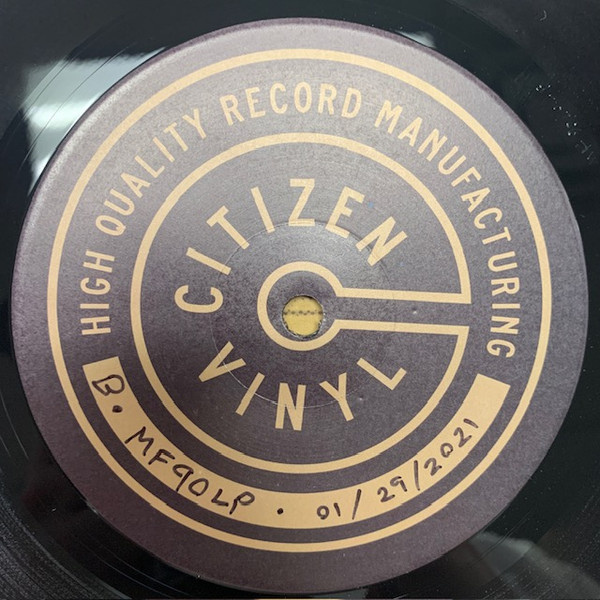 HIGH QUALITY RECORD MANUFACTURING
CITIZEN
VINYL
B. MF90LP . 01/29/2021